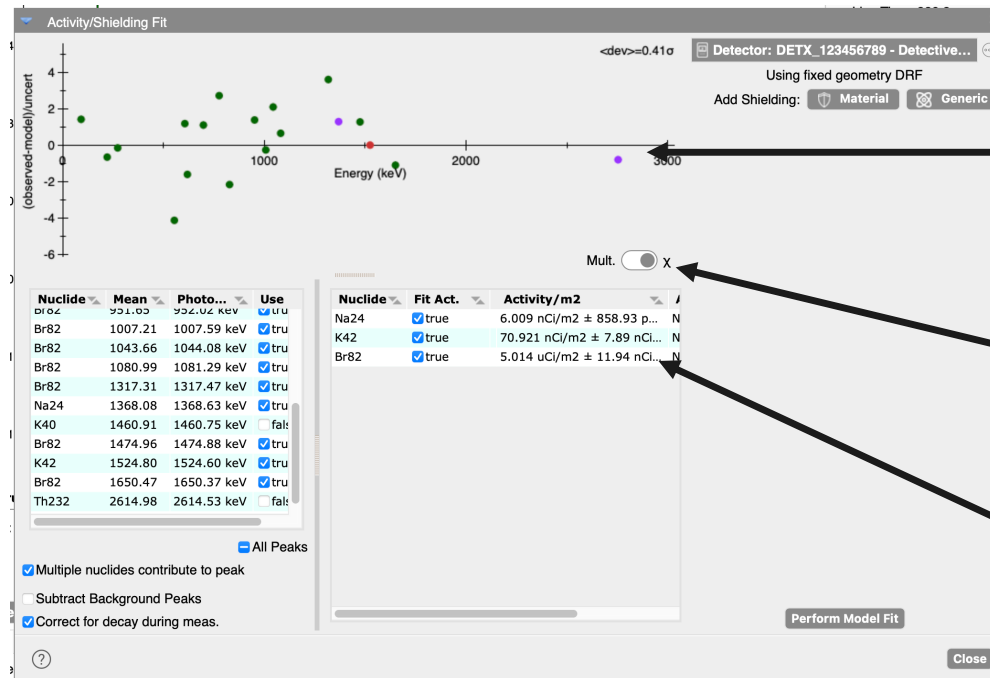 Activity/Shielding Fit
<dev>=0.41σ
Detector: DETX_123456789 - Detective...
Using fixed geometry DRF
Add Shielding: Material Generic
(observed-model)/uncert
4
2
0
-2
-4
-6
0 1000 2000 3000
Energy (keV)
Mult. χ
Nuclide Mean Photo... Use
Br82 951.65 952.02 keV tru
Br82 1007.21 1007.59 keV tru
Br82 1043.66 1044.08 keV tru
Br82 1080.99 1081.29 keV tru
Br82 1317.31 1317.47 keV tru
Na24 1368.08 1368.63 keV tru
K40 1460.91 1460.75 keV fals
Br82 1474.96 1474.88 keV tru
K42 1524.80 1524.60 keV tru
Br82 1650.47 1650.37 keV tru
Th232 2614.98 2614.53 keV fals
Nuclide Fit Act. Activity/m2
Na24 true 6.009 nCi/m2 ± 858.93 p... N
K42 true 70.921 nCi/m2 ± 7.89 nCi... N
Br82 true 5.014 uCi/m2 ± 11.94 nCi... N
All Peaks
Multiple nuclides contribute to peak
Subtract Background Peaks
Correct for decay during meas.
Perform Model Fit
?
Close